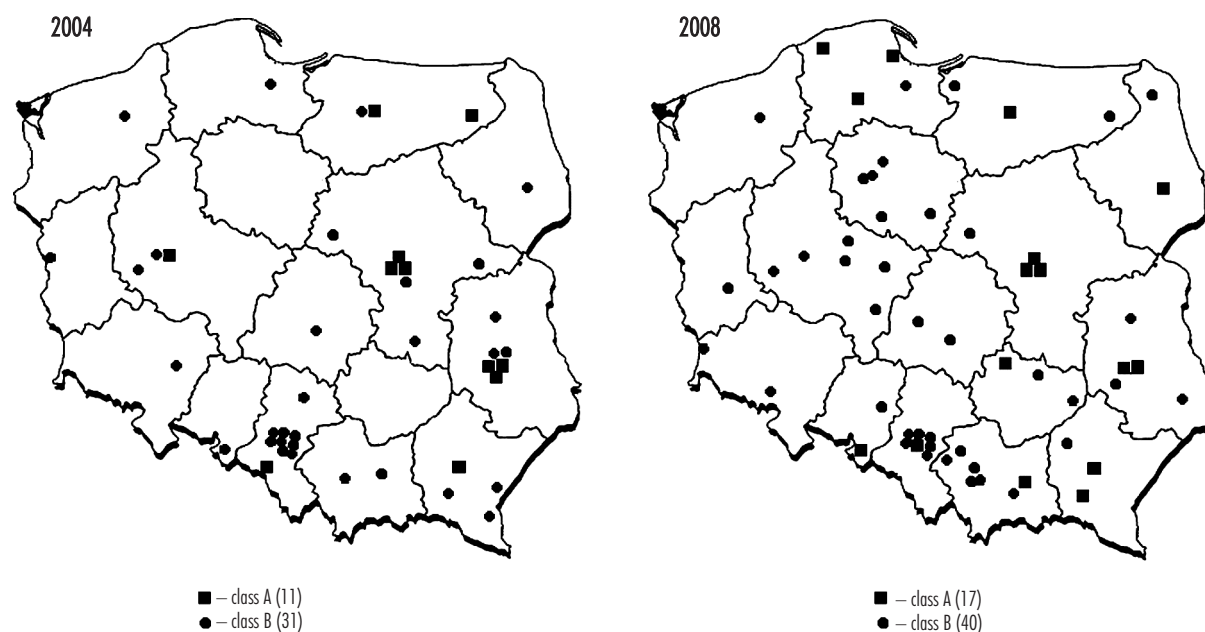 2004
2008
– class A (11)
– class B (31)
– class A (17)
– class B (40)